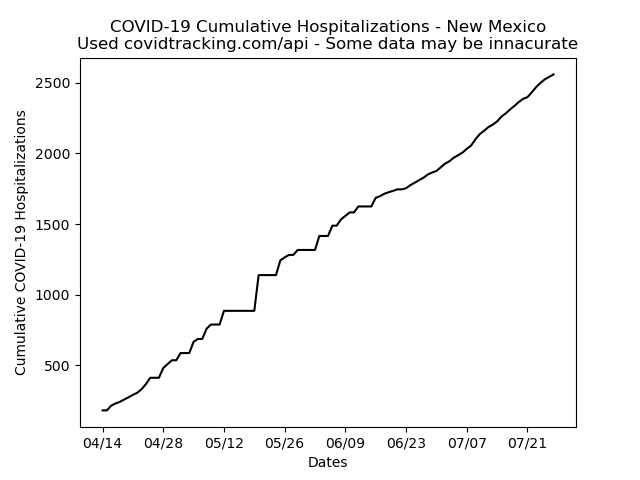 COVID-19 Cumulative Hospitalizations - New Mexico
Used covidtracking.com/api - Some data may be innacurate
Cumulative COVID-19 Hospitalizations
2500
2000
1500
1000
500
04/14 04/28 05/12 05/26 06/09 06/23 07/07 07/21
Dates